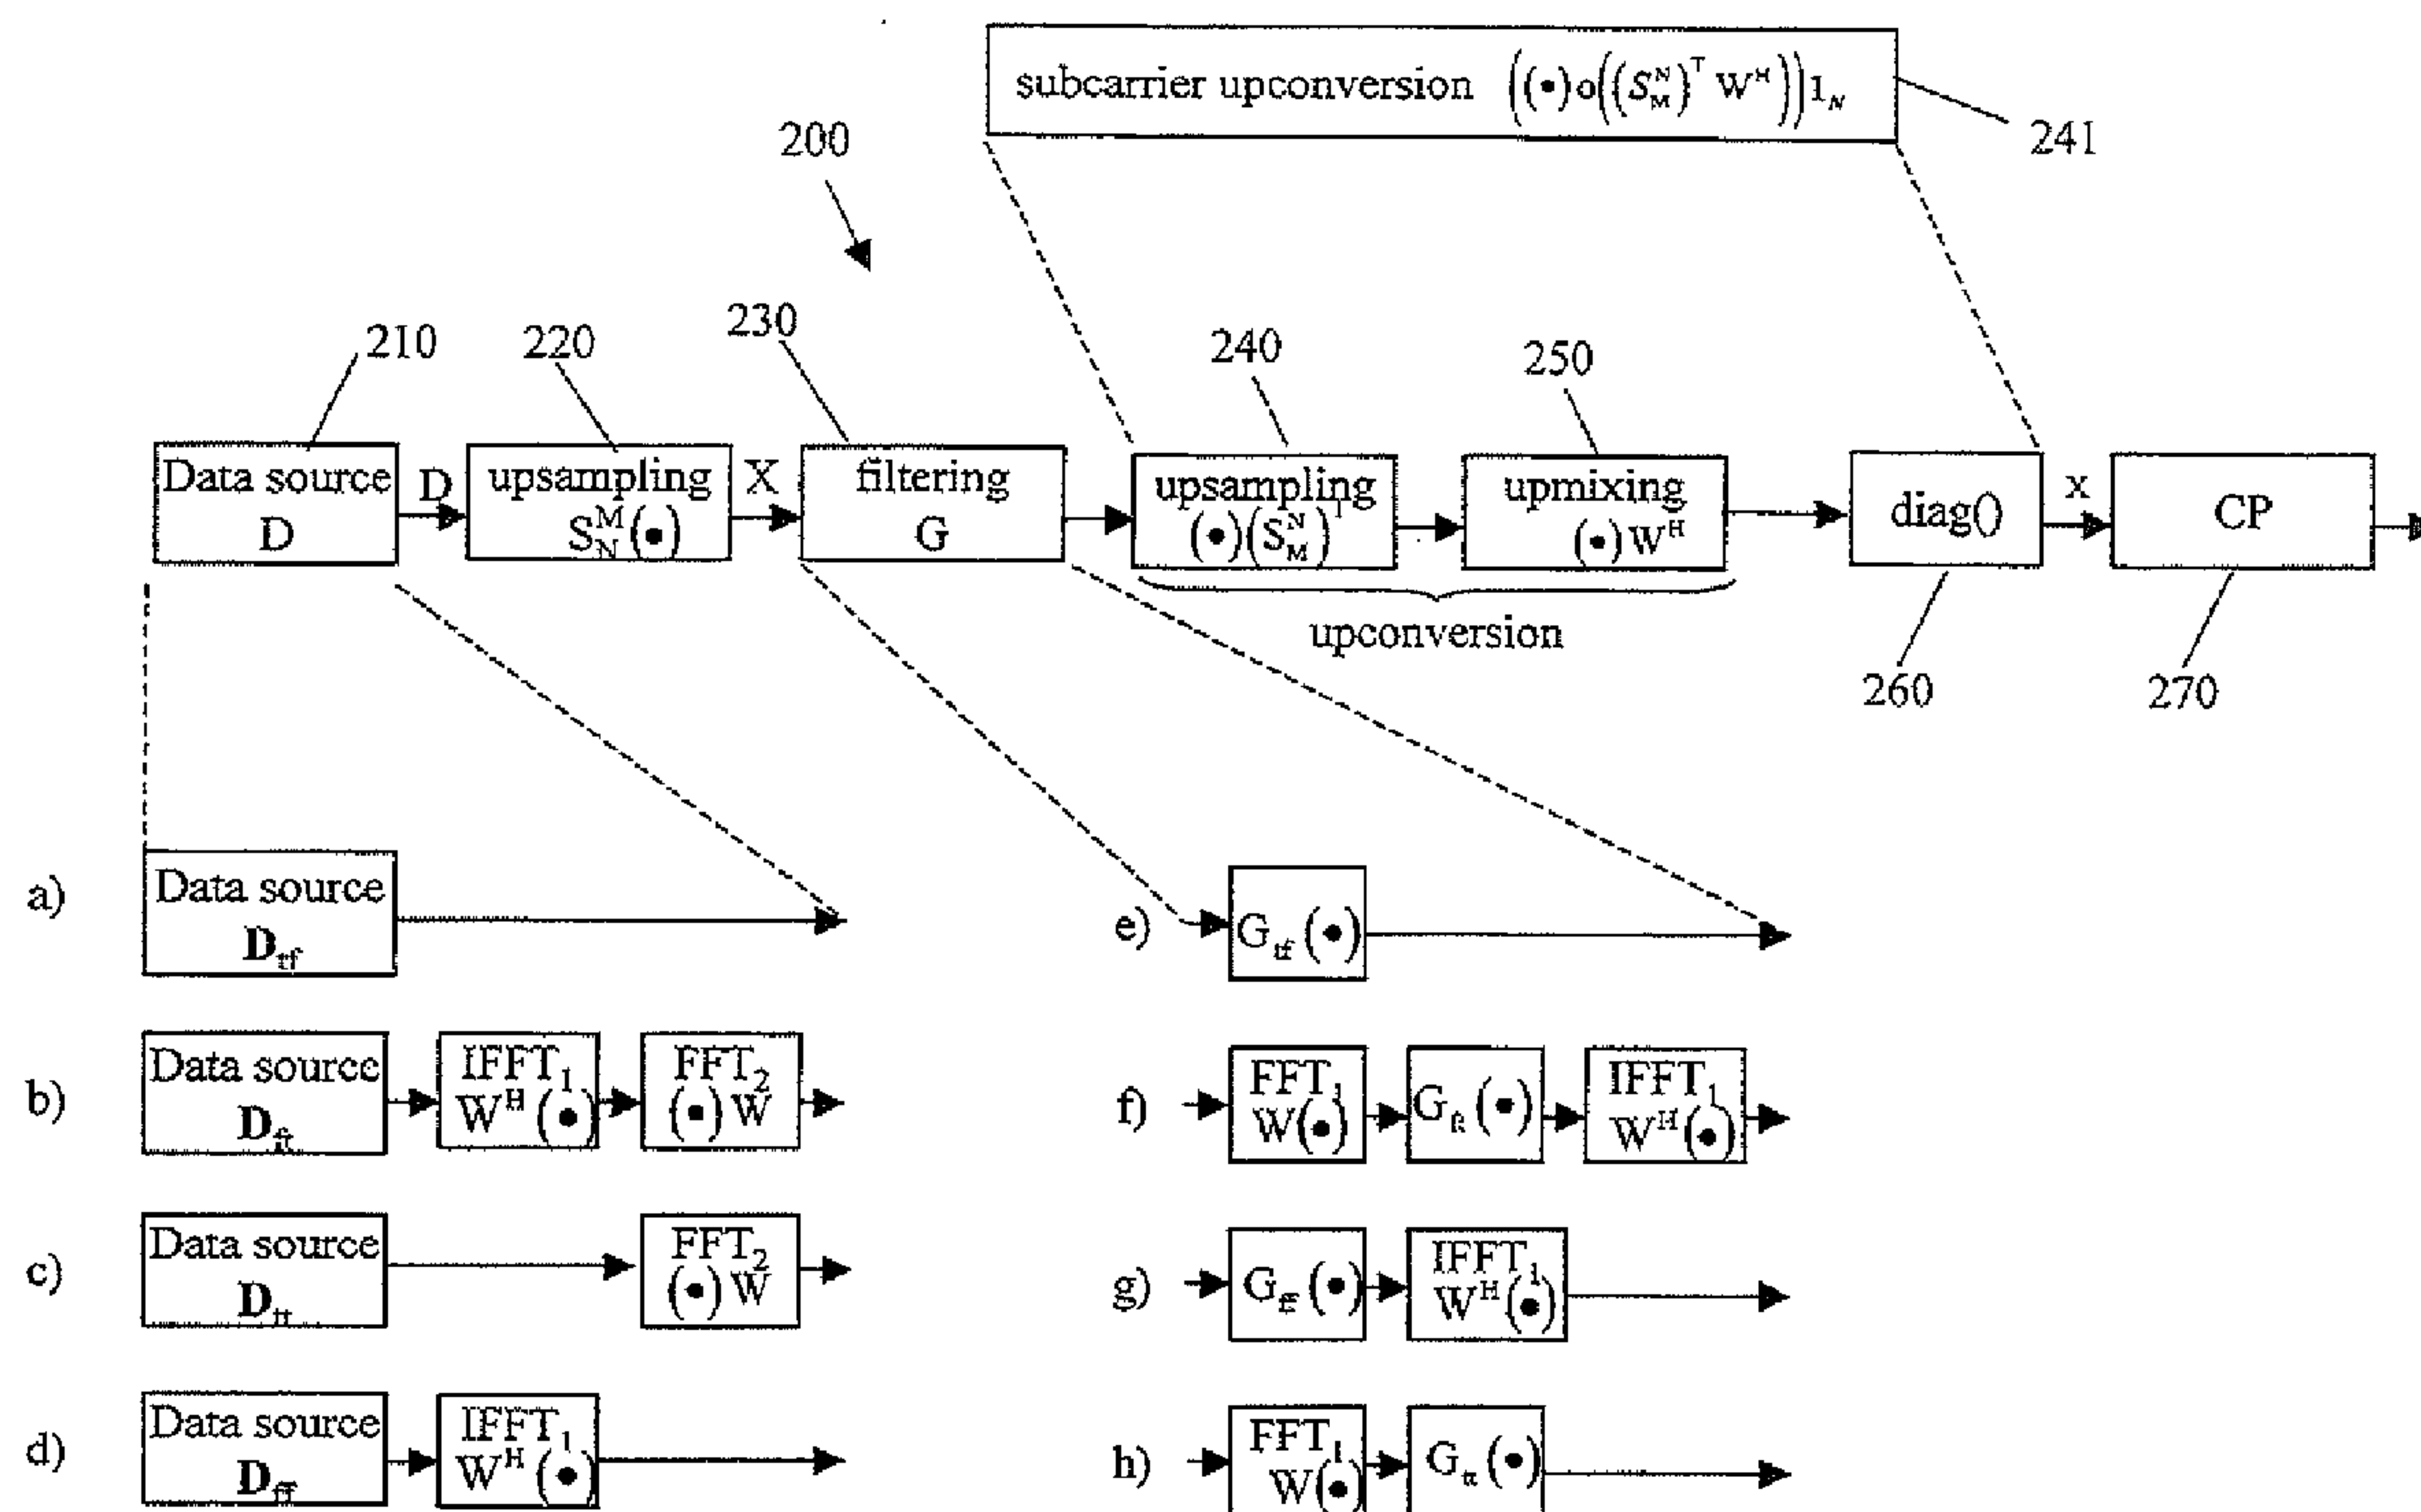 subcarrier upconversion ((•)o((S_M^N)^T W^H))1_N
241
200
210
220
230
240
250
Data source
D
D
upsampling
S_N^M(•)
X
filtering
G
upsampling
(•)(S_M^N)^T
upmixing
(•)W^H
diag()
x
CP
upconversion
260
270
a)
Data source
D_tf
e)
G_tf(•)
b)
Data source
D_ft
IFFT_1
W^H(•)
FFT_2
(•)W
f)
FFT_1
W(•)
G_ft(•)
IFFT_1
W^H(•)
c)
Data source
D_tt
FFT_2
(•)W
g)
G_ff(•)
IFFT_1
W^H(•)
d)
Data source
D_ff
IFFT_1
W^H(•)
h)
FFT_1
W(•)
G_tt(•)